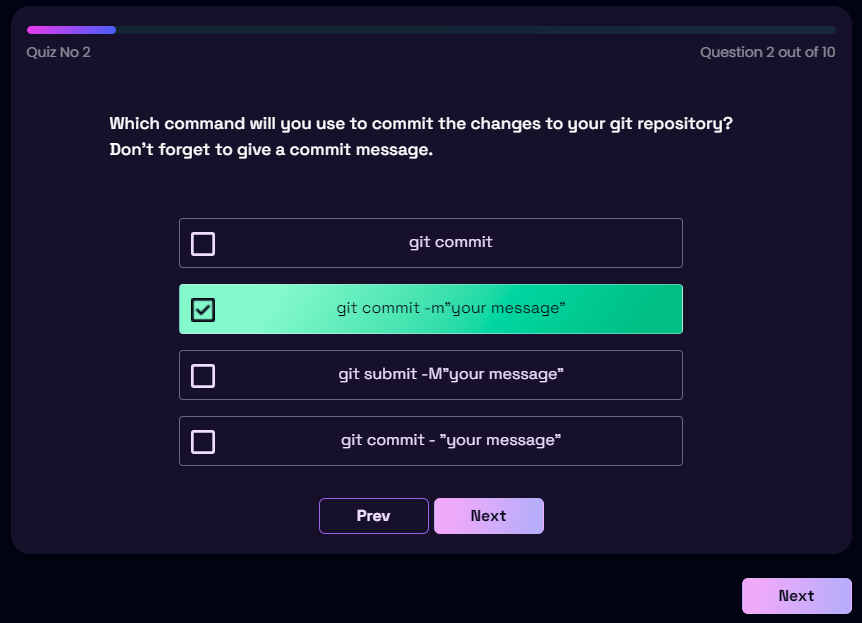 Quiz No 2
Question 2 out of 10
Which command will you use to commit the changes to your git repository?
Don't forget to give a commit message.
git commit
git commit -m"your message"
git submit -M"your message"
git commit - "your message"
Prev
Next
Next